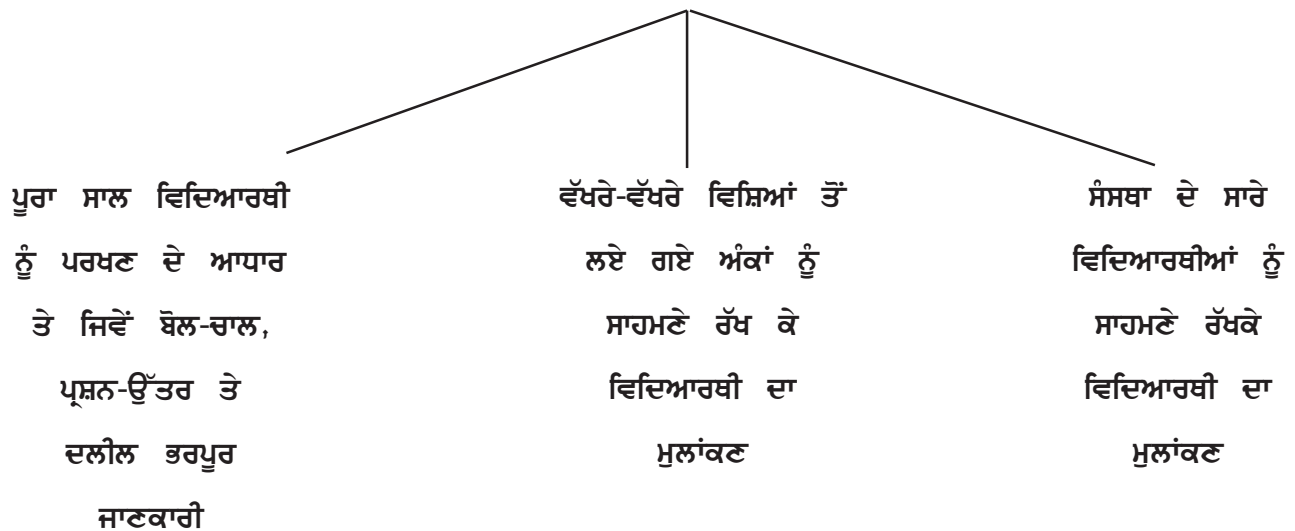 ਪੂਰਾ ਸਾਲ ਵਿਦਿਆਰਥੀ
ਨੂੰ ਪਰਖਣ ਦੇ ਆਧਾਰ
ਤੇ ਜਿਵੇਂ ਬੋਲ-ਚਾਲ,
ਪ੍ਰਸ਼ਨ-ਉੱਤਰ ਤੇ
ਦਲੀਲ ਭਰਪੂਰ
ਜਾਣਕਾਰੀ
ਵੱਖਰੇ-ਵੱਖਰੇ ਵਿਸ਼ਿਆਂ ਤੋਂ
ਲਏ ਗਏ ਅੰਕਾਂ ਨੂੰ
ਸਾਹਮਣੇ ਰੱਖ ਕੇ
ਵਿਦਿਆਰਥੀ ਦਾ
ਮੁਲਾਂਕਣ
ਸੰਸਥਾ ਦੇ ਸਾਰੇ
ਵਿਦਿਆਰਥੀਆਂ ਨੂੰ
ਸਾਹਮਣੇ ਰੱਖਕੇ
ਵਿਦਿਆਰਥੀ ਦਾ
ਮੁਲਾਂਕਣ